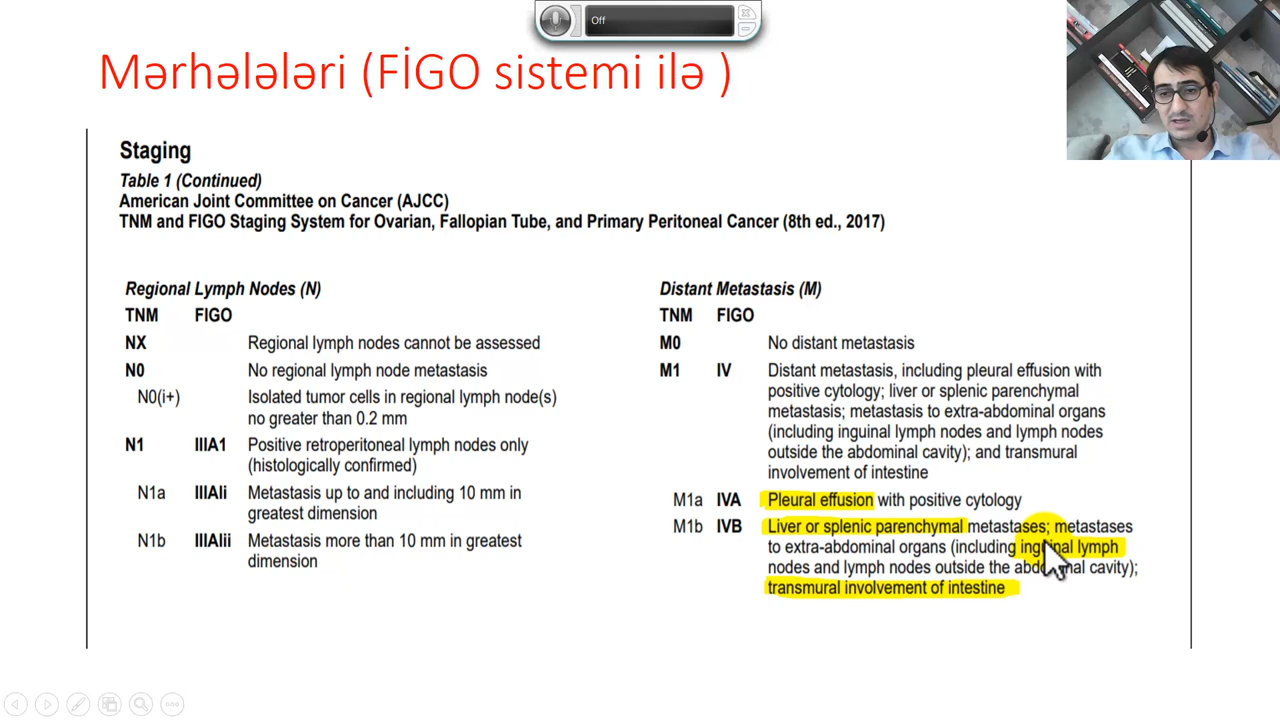 Off
Mərhələləri (FİGO sistemi ilə )
Staging
Table 1 (Continued)
American Joint Committee on Cancer (AJCC)
TNM and FIGO Staging System for Ovarian, Fallopian Tube, and Primary Peritoneal Cancer (8th ed., 2017)
Regional Lymph Nodes (N)
TNM FIGO
NX Regional lymph nodes cannot be assessed
N0 No regional lymph node metastasis
N0(i+) Isolated tumor cells in regional lymph node(s)
no greater than 0.2 mm
N1 IIIA1 Positive retroperitoneal lymph nodes only
(histologically confirmed)
N1a IIIAIi Metastasis up to and including 10 mm in
greatest dimension
N1b IIIAIii Metastasis more than 10 mm in greatest
dimension
Distant Metastasis (M)
TNM FIGO
M0 No distant metastasis
M1 IV Distant metastasis, including pleural effusion with
positive cytology; liver or splenic parenchymal
metastasis; metastasis to extra-abdominal organs
(including inguinal lymph nodes and lymph nodes
outside the abdominal cavity); and transmural
involvement of intestine
M1a IVA Pleural effusion with positive cytology
M1b IVB Liver or splenic parenchymal metastases; metastases
to extra-abdominal organs (including inguinal lymph
nodes and lymph nodes outside the abdominal cavity);
transmural involvement of intestine